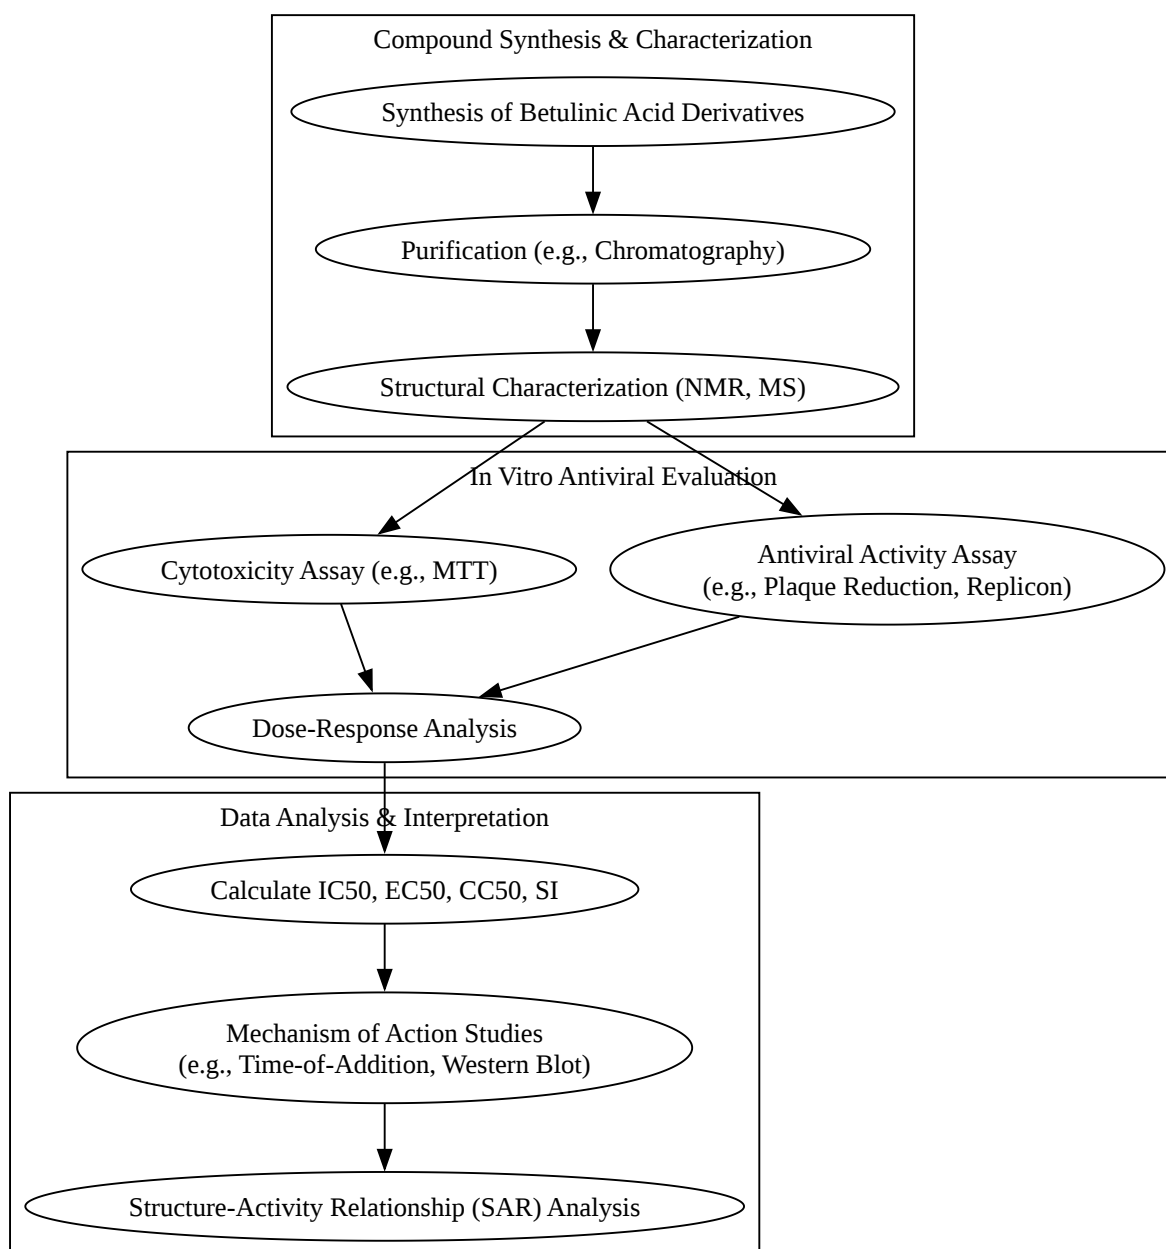 Compound Synthesis & Characterization
Synthesis of Betulinic Acid Derivatives
Purification (e.g., Chromatography)
Structural Characterization (NMR, MS)
In Vitro Antiviral Evaluation
Cytotoxicity Assay (e.g., MTT)
Antiviral Activity Assay
(e.g., Plaque Reduction, Replicon)
Dose-Response Analysis
Data Analysis & Interpretation
Calculate IC50, EC50, CC50, SI
Mechanism of Action Studies
(e.g., Time-of-Addition, Western Blot)
Structure-Activity Relationship (SAR) Analysis